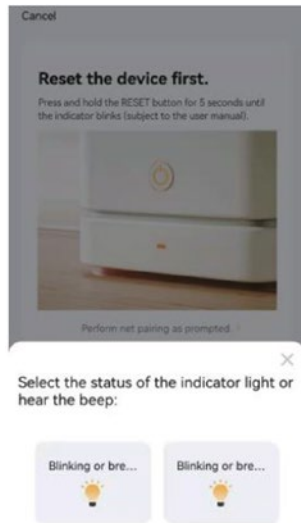 Cancel
Reset the device first.
Press and hold the RESET button for 5 seconds until
the indicator blinks (subject to the user manual).
Perform net pairing as prompted.
Select the status of the indicator light or
hear the beep:
Blinking or bre... Blinking or bre...